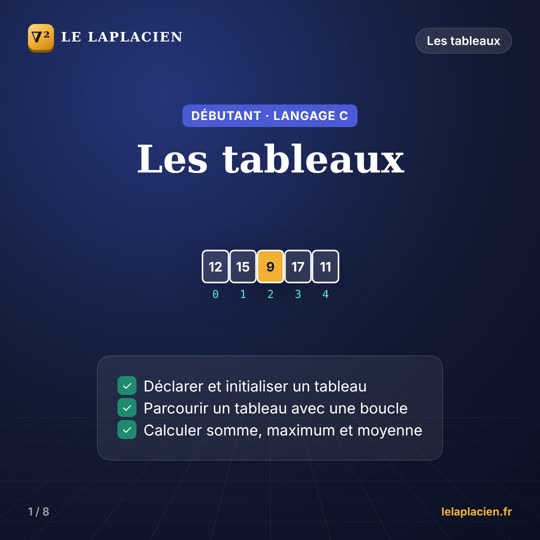 ∇² LE LAPLACIEN
Les tableaux
DÉBUTANT · LANGAGE C
Les tableaux
12 15 9 17 11
0 1 2 3 4
Déclarer et initialiser un tableau
Parcourir un tableau avec une boucle
Calculer somme, maximum et moyenne
1 / 8
lelaplacien.fr